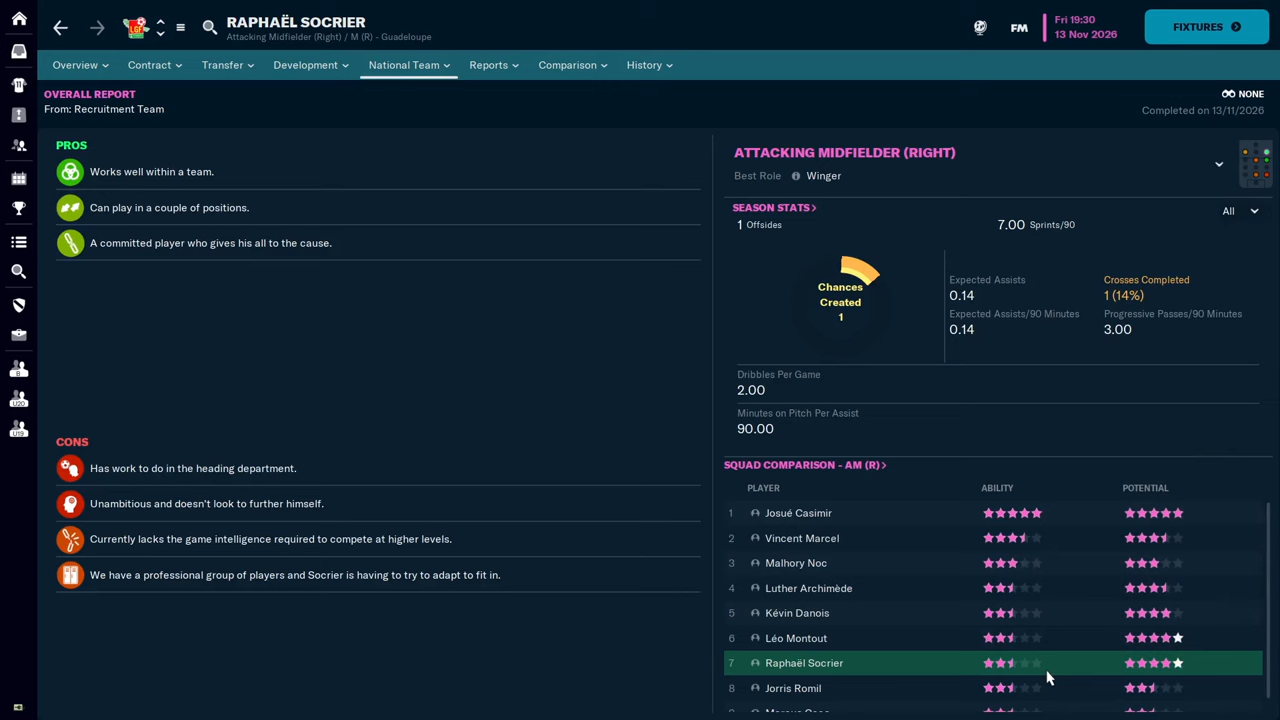 RAPHAËL SOCRIER
Attacking Midfielder (Right) / M (R) - Guadeloupe
FM
Fri 19:30
13 Nov 2026
FIXTURES
Overview
Contract
Transfer
Development
National Team
Reports
Comparison
History
OVERALL REPORT
From: Recruitment Team
NONE
Completed on 13/11/2026
PROS
Works well within a team.
Can play in a couple of positions.
A committed player who gives his all to the cause.
CONS
Has work to do in the heading department.
Unambitious and doesn't look to further himself.
Currently lacks the game intelligence required to compete at higher levels.
We have a professional group of players and Socrier is having to try to adapt to fit in.
ATTACKING MIDFIELDER (RIGHT)
Best Role Winger
SEASON STATS>
All
1 Offsides
7.00 Sprints/90
Chances
Created
1
Expected Assists
0.14
Crosses Completed
1 (14%)
Expected Assists/90 Minutes
0.14
Progressive Passes/90 Minutes
3.00
Dribbles Per Game
2.00
Minutes on Pitch Per Assist
90.00
SQUAD COMPARISON - AM (R)>
PLAYER ABILITY POTENTIAL
1 Josué Casimir
2 Vincent Marcel
3 Malhory Noc
4 Luther Archimède
5 Kévin Danois
6 Léo Montout
7 Raphaël Socrier
8 Jorris Romil
LGF
11
B
U20
U19